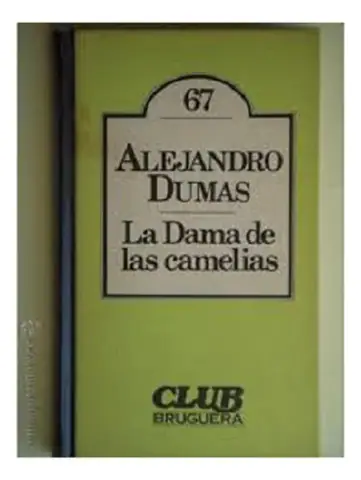 67
ALEJANDRO
DUMAS
La Dama de
las camelias
CLUB
BRUGUERA